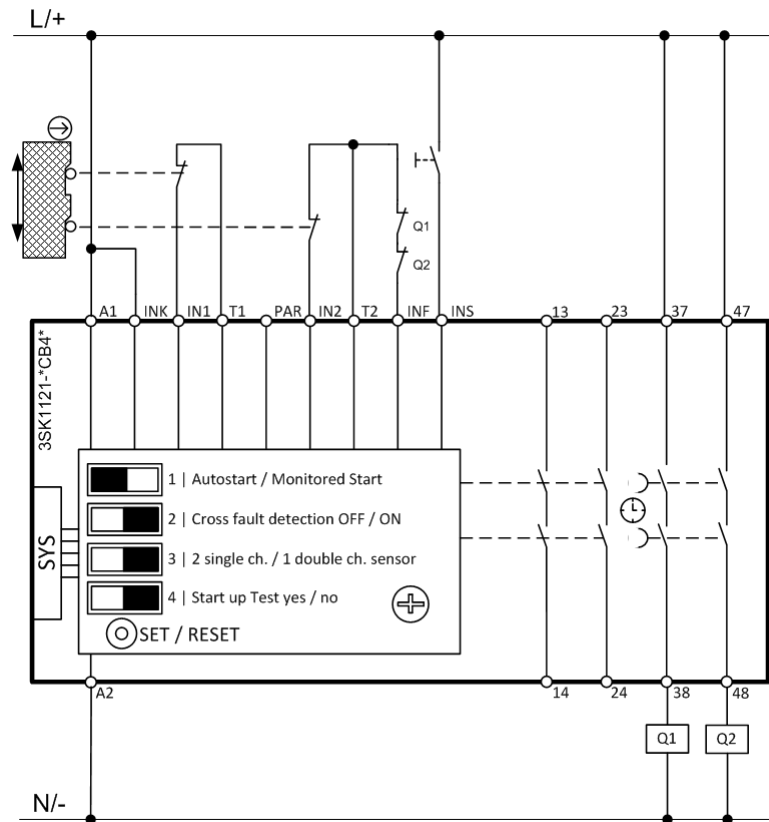 L/+
Q1
Q2
A1 INK IN1 T1 PAR IN2 T2 INF INS 13 23 37 47
3SK1121-*CB4*
SYS
1 | Autostart / Monitored Start
2 | Cross fault detection OFF / ON
3 | 2 single ch. / 1 double ch. sensor
4 | Start up Test yes / no
SET / RESET
A2 14 24 38 48
Q1 Q2
N/-